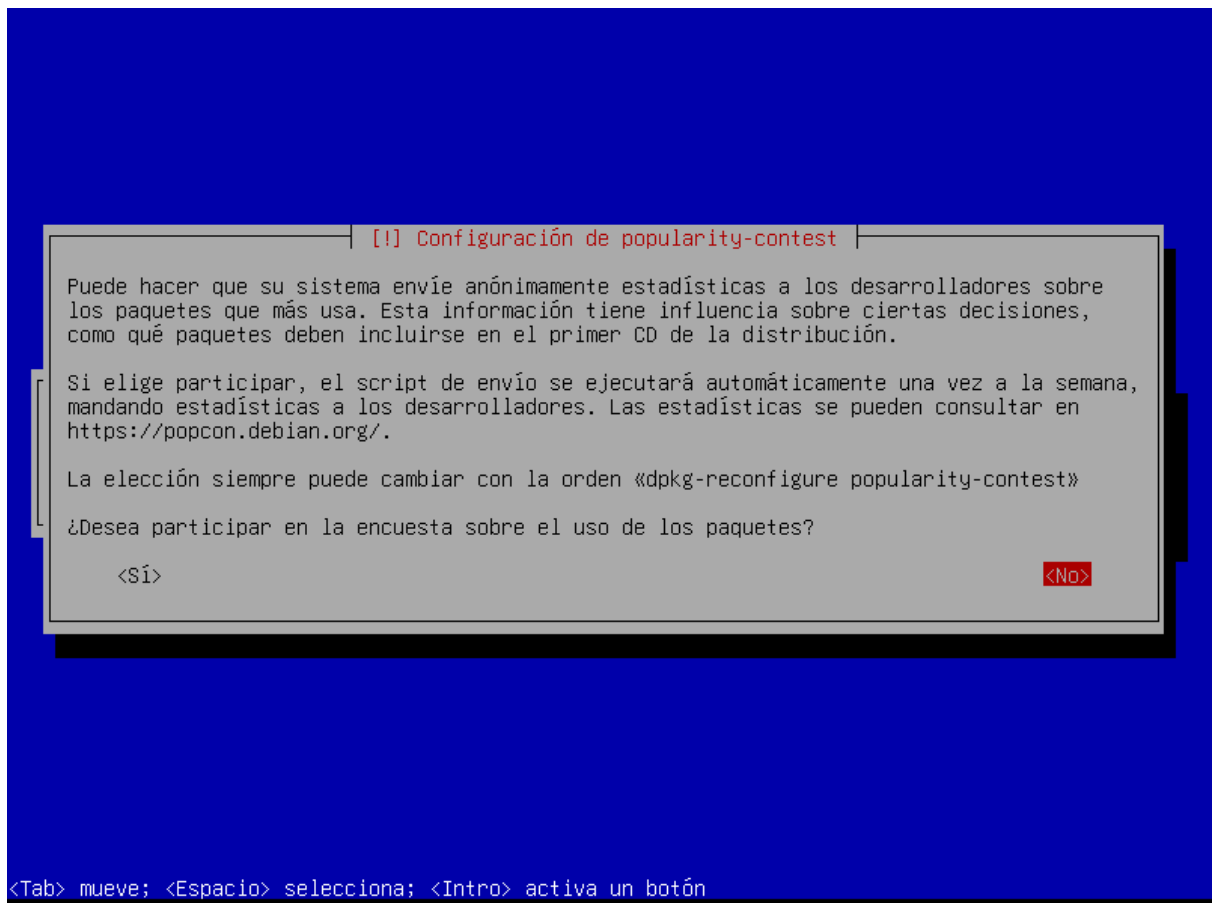 [!] Configuración de popularity-contest
Puede hacer que su sistema envíe anónimamente estadísticas a los desarrolladores sobre
los paquetes que más usa. Esta información tiene influencia sobre ciertas decisiones,
como qué paquetes deben incluirse en el primer CD de la distribución.
Si elige participar, el script de envío se ejecutará automáticamente una vez a la semana,
mandando estadísticas a los desarrolladores. Las estadísticas se pueden consultar en
https://popcon.debian.org/.
La elección siempre puede cambiar con la orden «dpkg-reconfigure popularity-contest»
¿Desea participar en la encuesta sobre el uso de los paquetes?
<Sí> <No>
<Tab> mueve; <Espacio> selecciona; <Intro> activa un botón